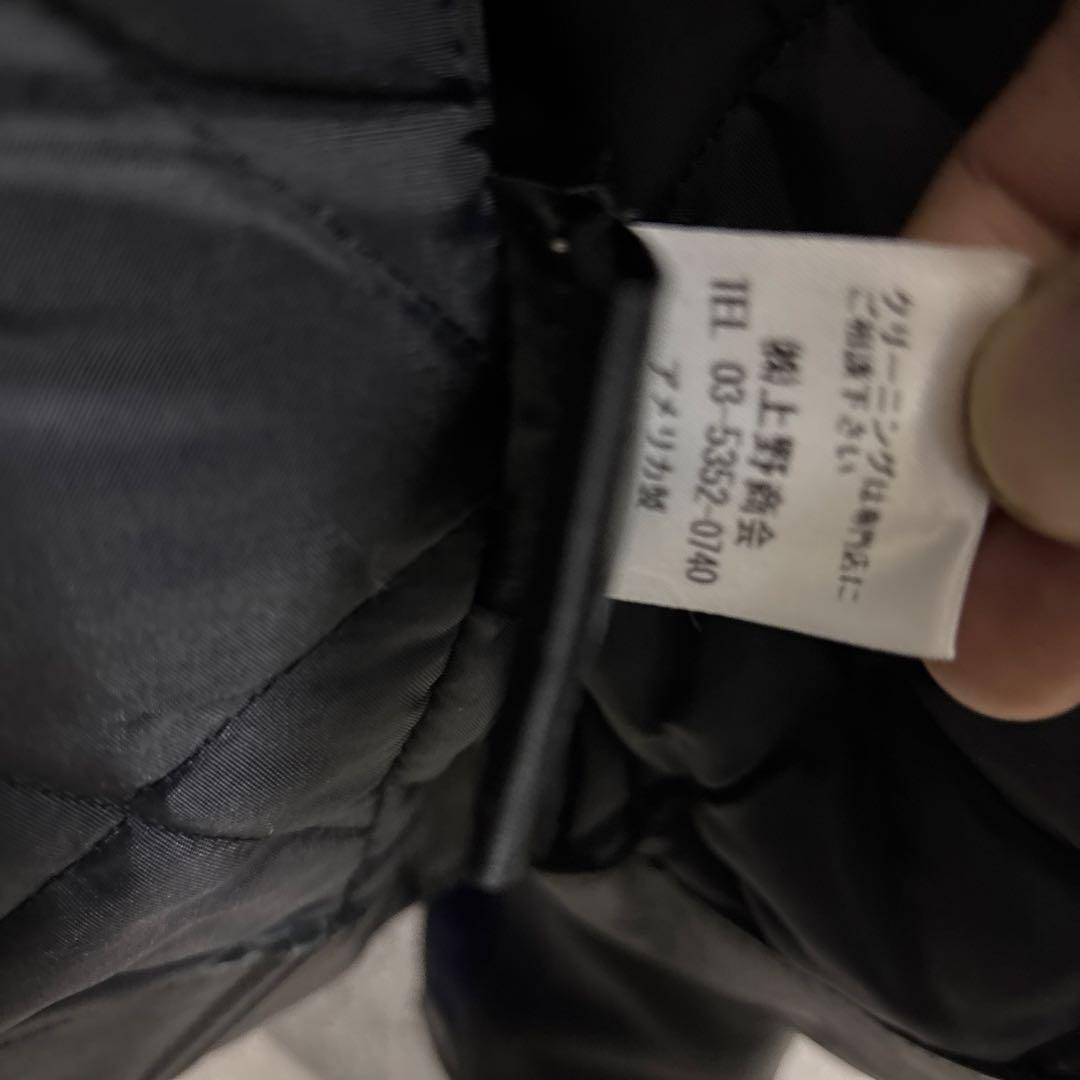 クリーニングは専門店に
ご相談下さい
㈱上野商会
TEL 03-5352-0740
アメリカ製